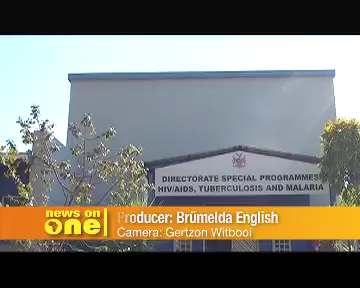 DIRECTORATE SPECIAL PROGRAMMES
HIV/AIDS, TUBERCULOSIS AND MALARIA
news on
one
Producer: Brümelda English
Camera: Gertzon Witbooi